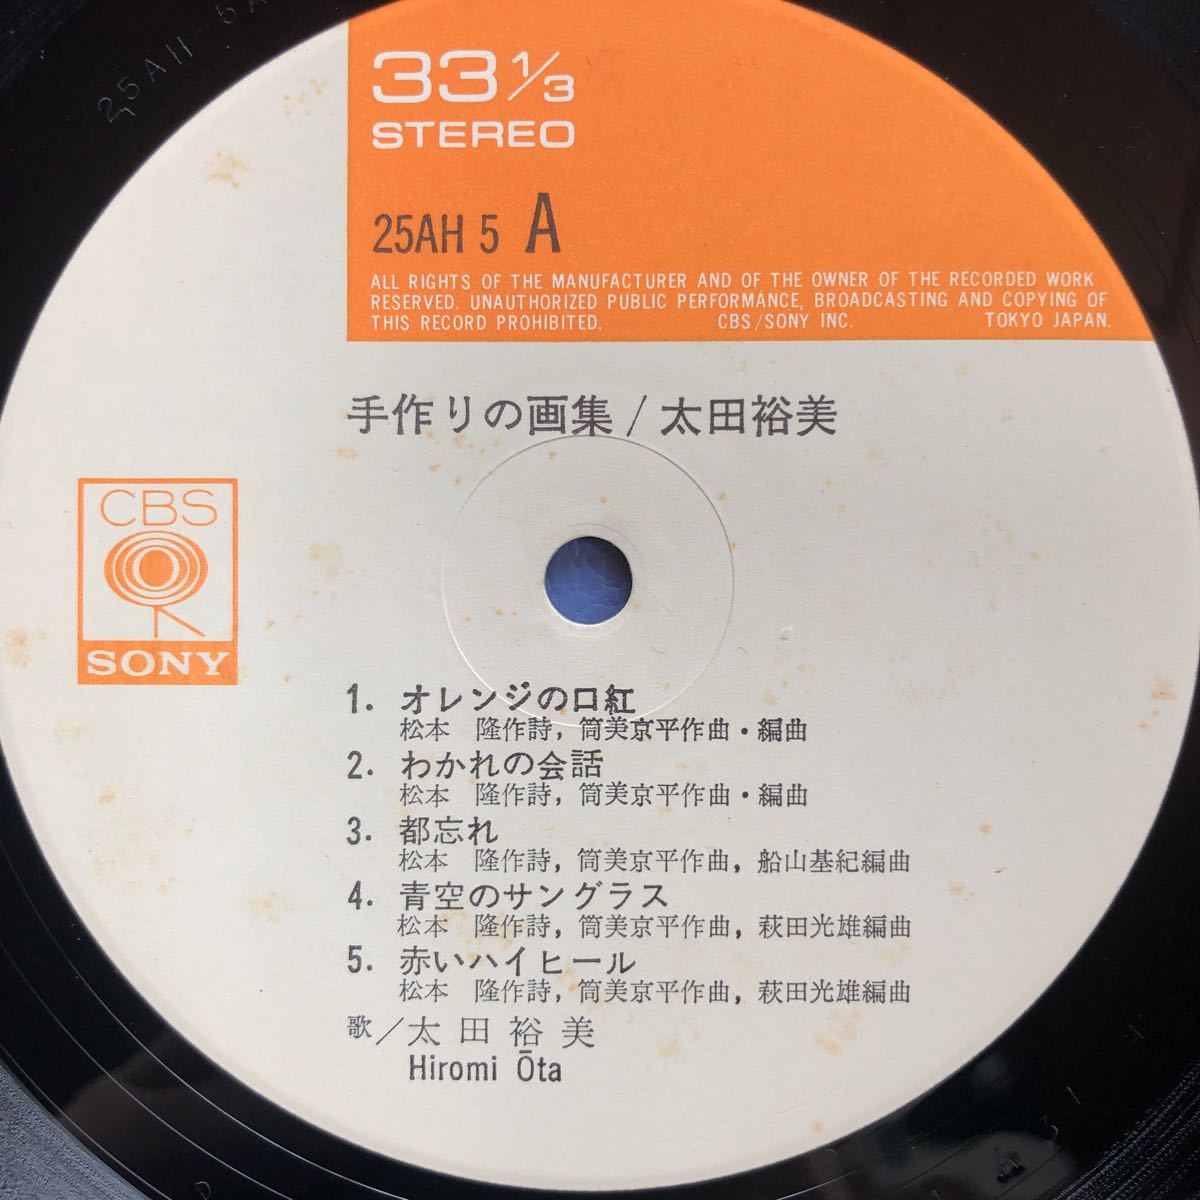 25AH 5A
33 1/3
STEREO
25AH 5 A
ALL RIGHTS OF THE MANUFACTURER AND OF THE OWNER OF THE RECORDED WORK
RESERVED. UNAUTHORIZED PUBLIC PERFORMANCE, BROADCASTING AND COPYING OF
THIS RECORD PROHIBITED. CBS/SONY INC. TOKYO JAPAN.
手作りの画集/太田裕美
CBS
SONY
1. オレンジの口紅
松本 隆作詩, 筒美京平作曲・編曲
2. わかれの会話
松本 隆作詩, 筒美京平作曲・編曲
3. 都忘れ
松本 隆作詩, 筒美京平作曲, 船山基紀編曲
4. 青空のサングラス
松本 隆作詩, 筒美京平作曲, 萩田光雄編曲
5. 赤いハイヒール
松本 隆作詩, 筒美京平作曲, 萩田光雄編曲
歌/太田裕美
Hiromi Ōta